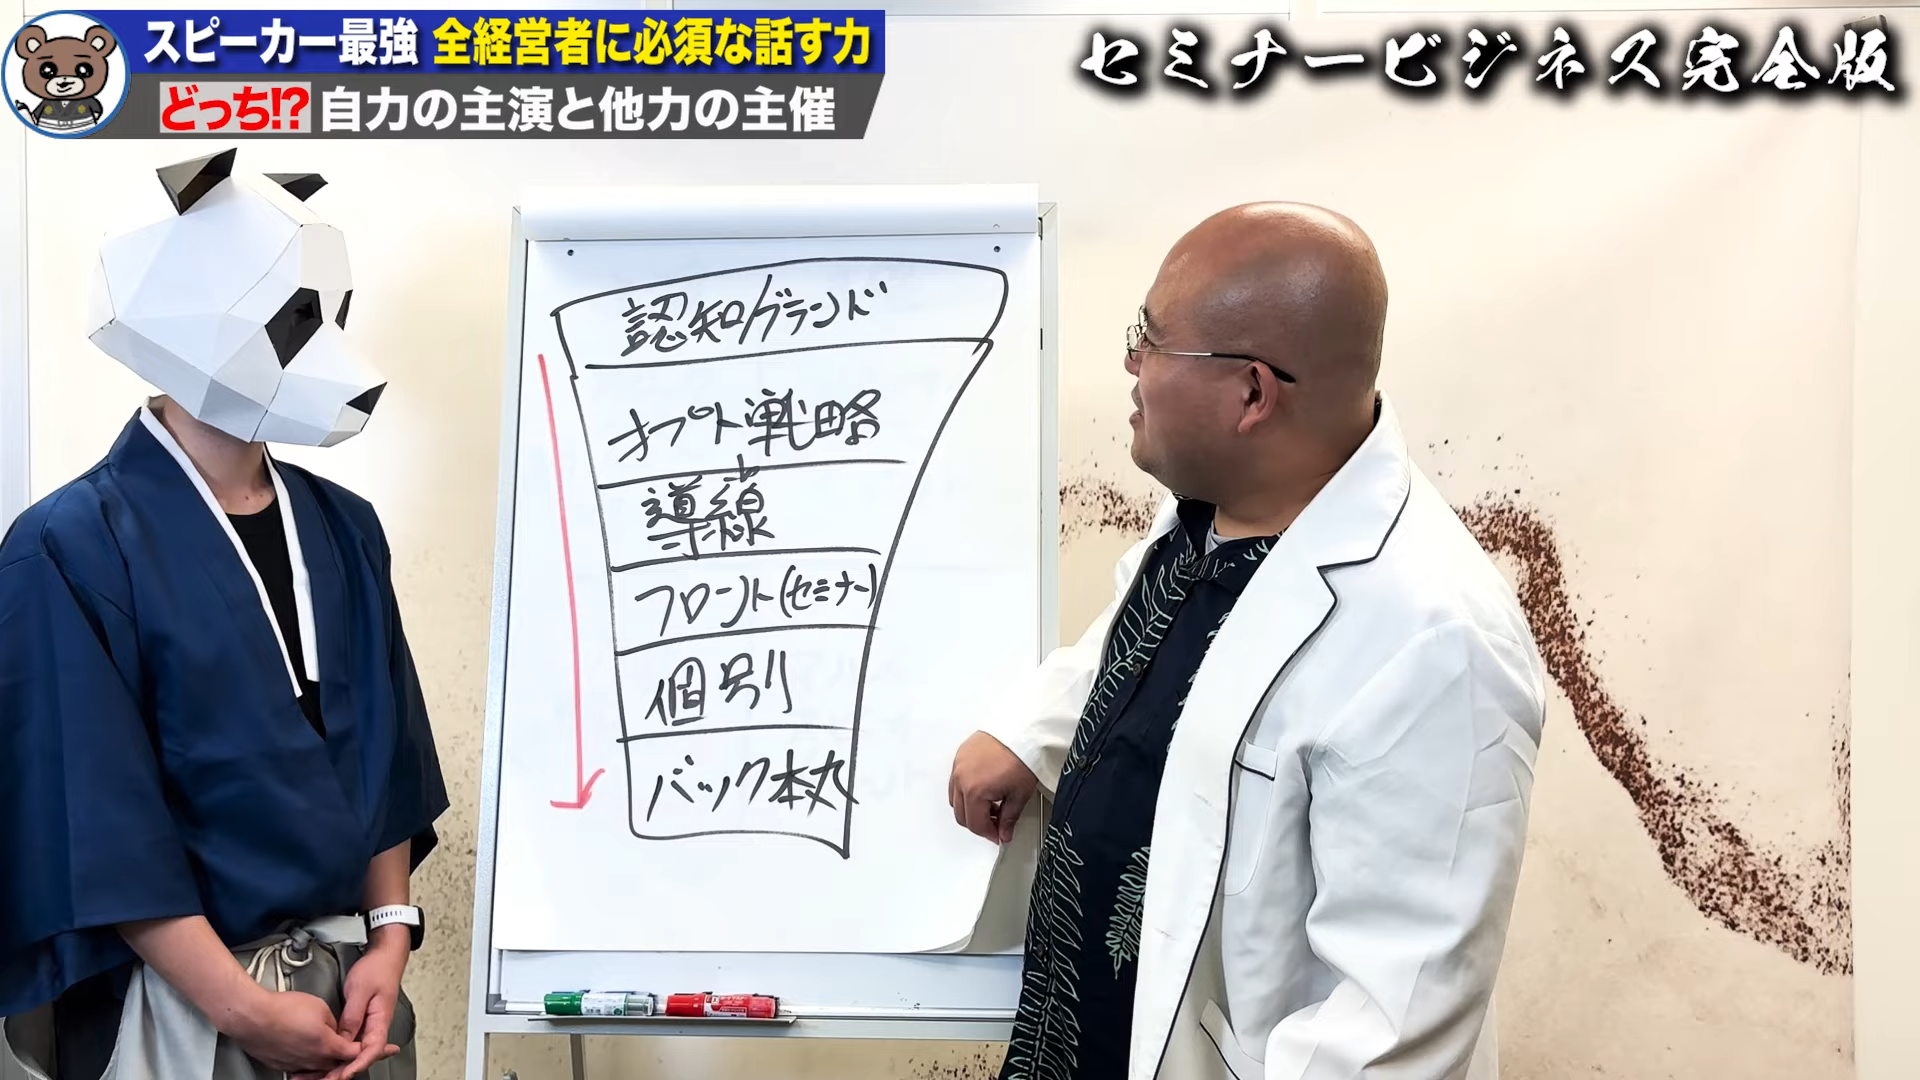 スピーカー最強 全経営者に必須な話す力
どっち!? 自力の主演と他力の主催
セミナービジネス完全版
認知/ブランド
オプト戦略
導線
フロント(セミナー)
個別
バック本丸